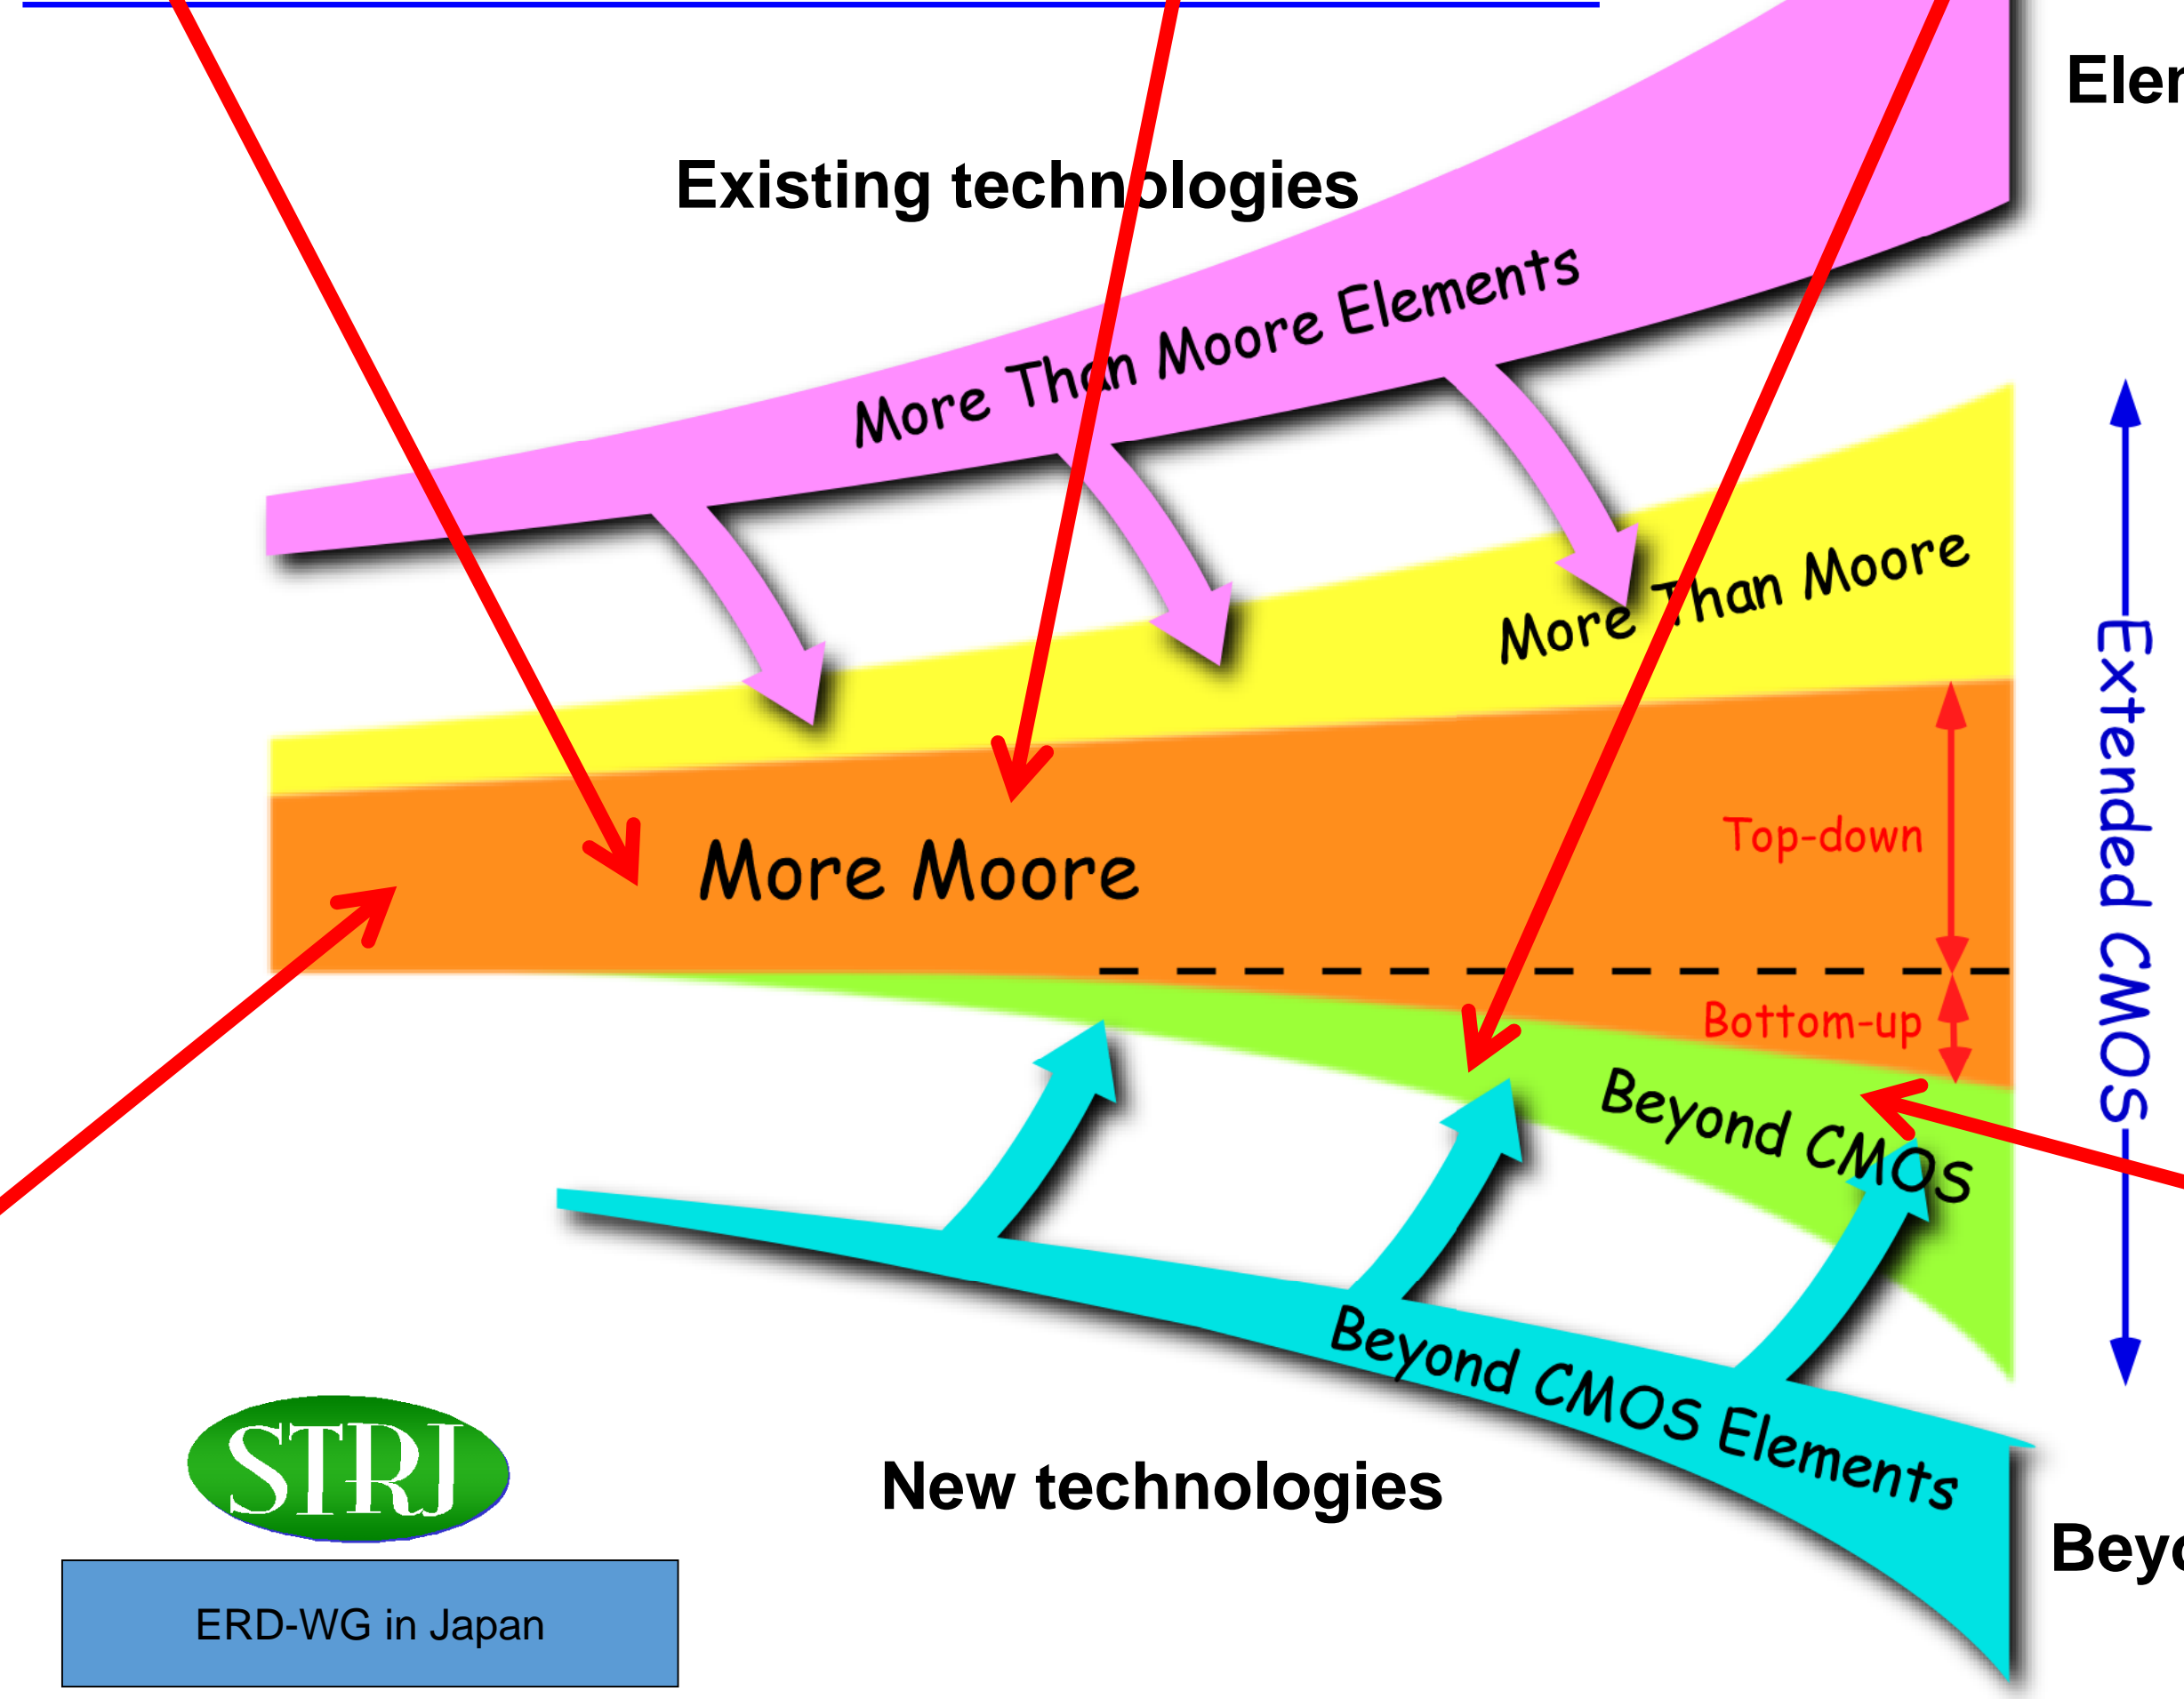 Existing technologies
More Than Moore Elements
More Than Moore
Extended CMOS
Top-down
More Moore
Bottom-up
Beyond CMOS
Beyond CMOS Elements
STRJ
New technologies
ERD-WG in Japan